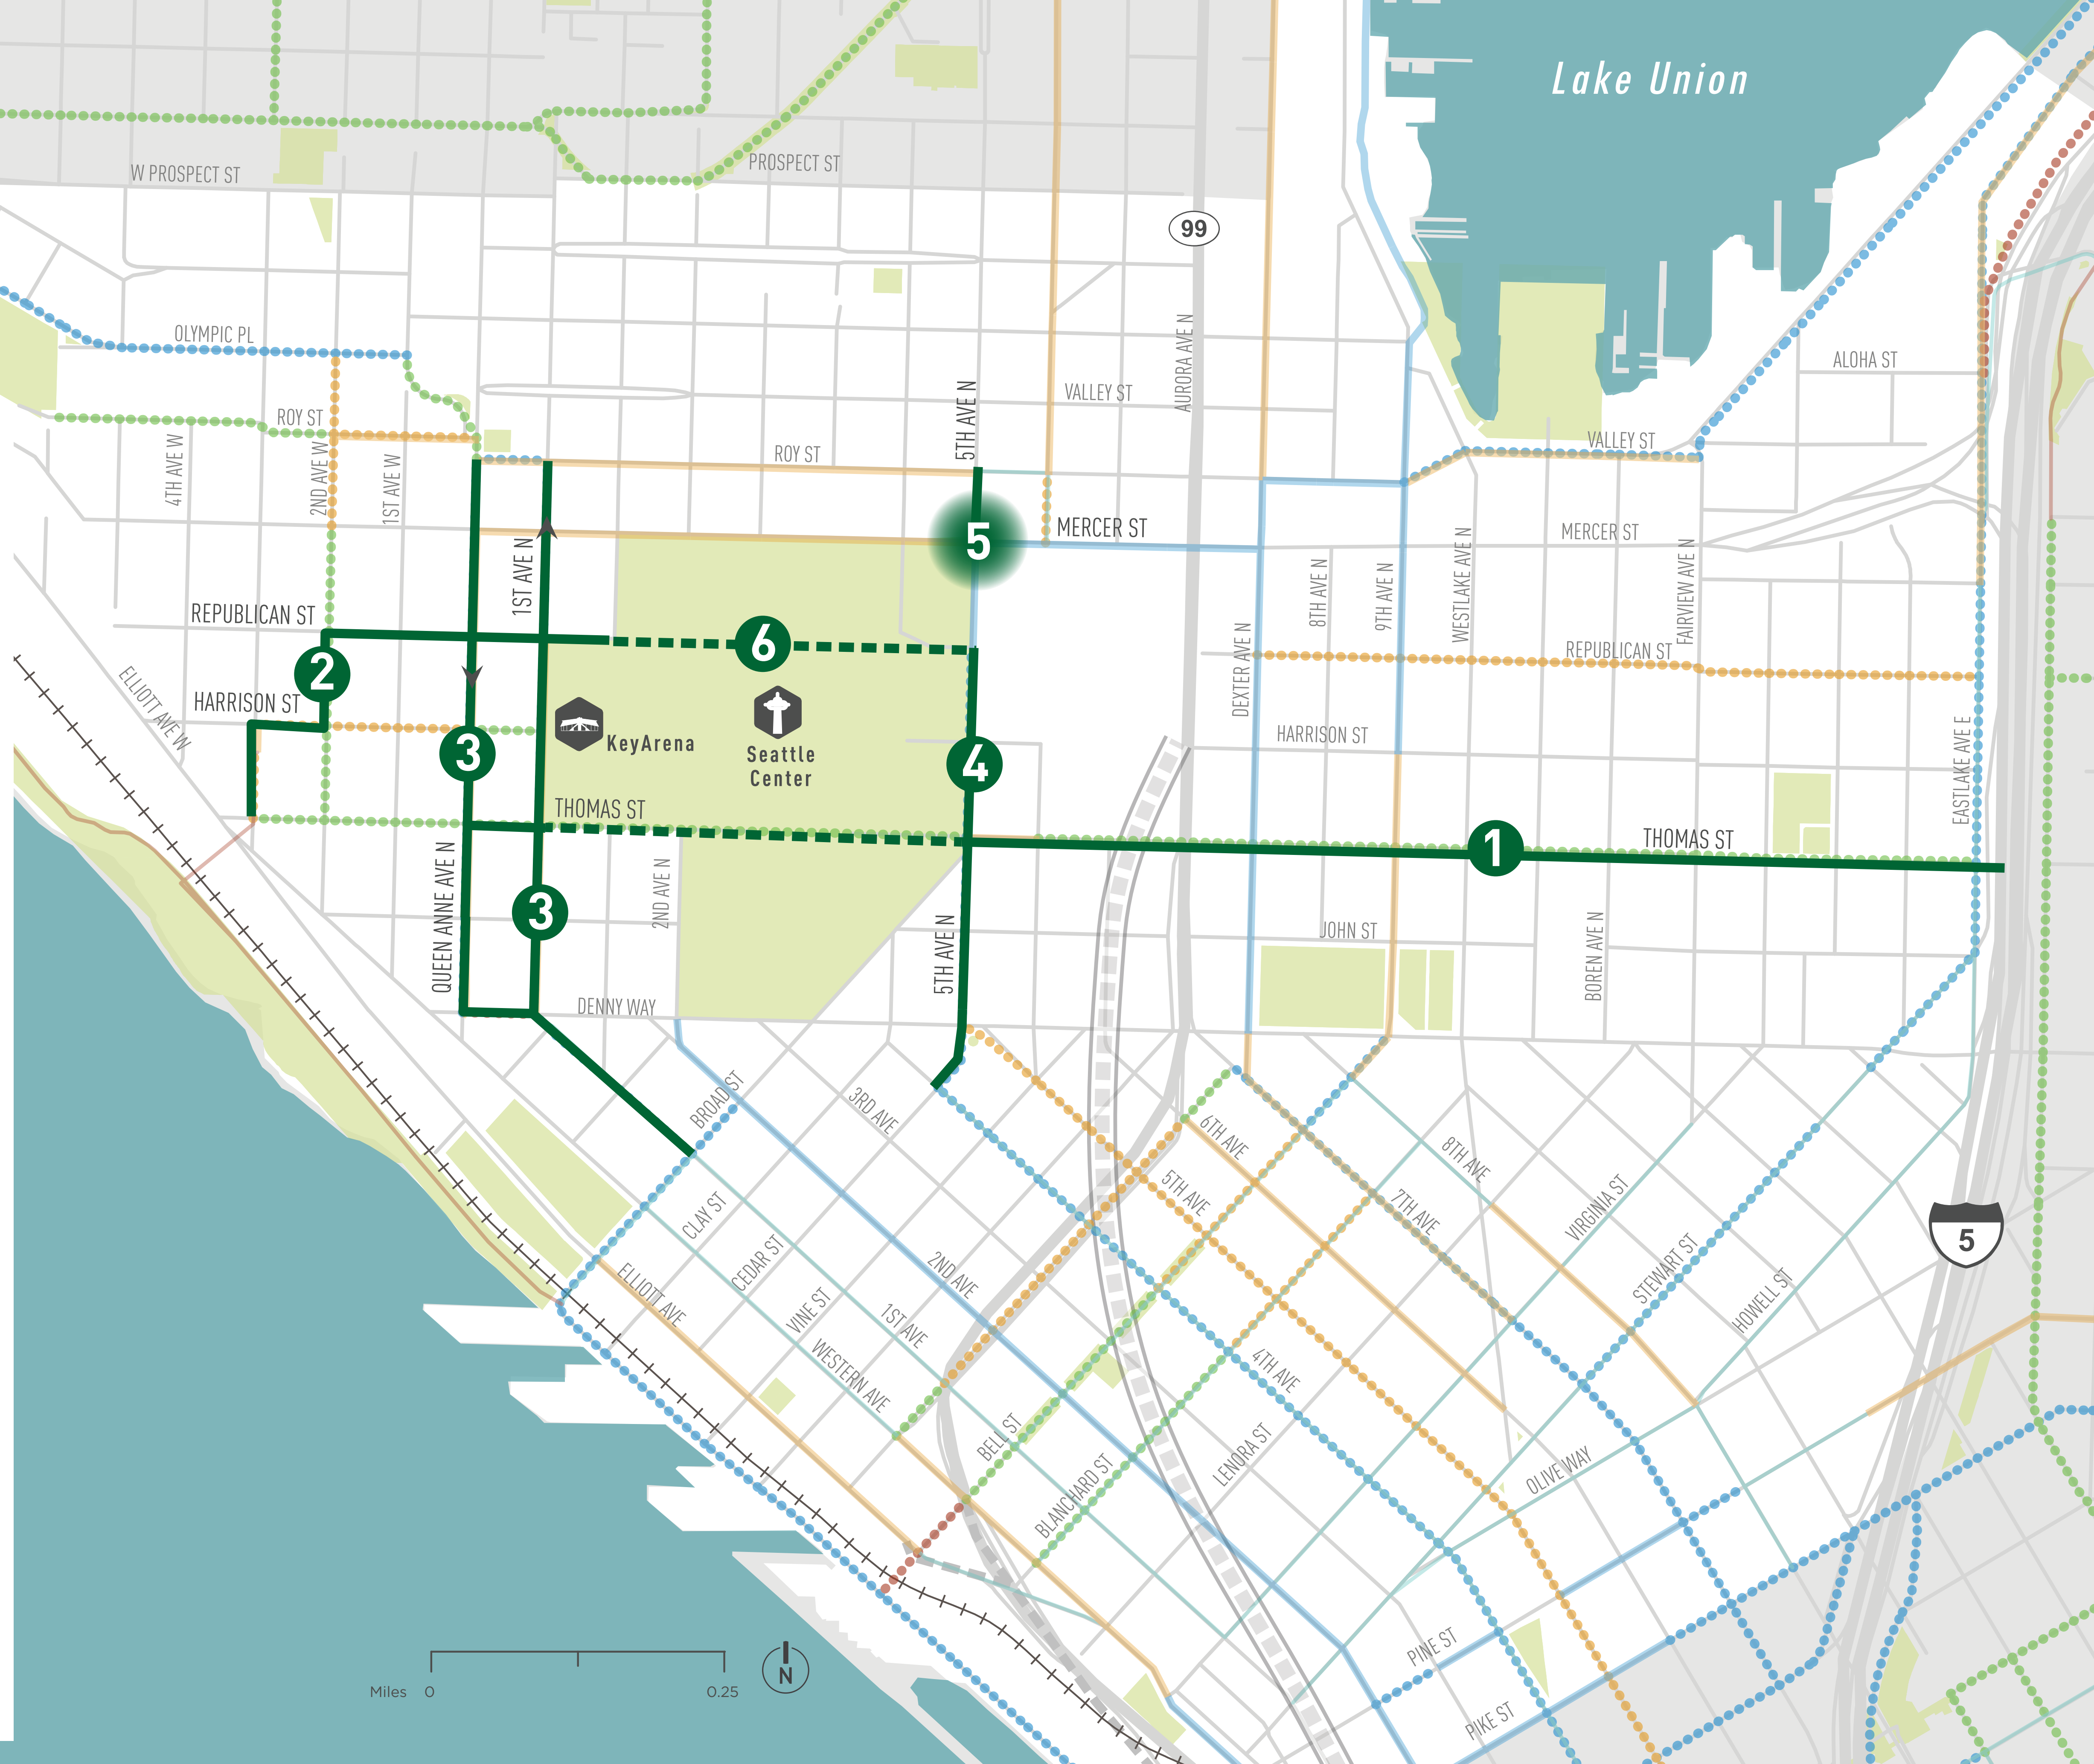 Lake Union
W PROSPECT ST
PROSPECT ST
99
OLYMPIC PL
AURORA AVE N
ALOHA ST
5TH AVE N
VALLEY ST
ROY ST
4TH AVE W
2ND AVE W
1ST AVE W
ROY ST
VALLEY ST
5
MERCER ST
MERCER ST
1ST AVE N
8TH AVE N
9TH AVE N
WESTLAKE AVE N
FAIRVIEW AVE N
REPUBLICAN ST
6
REPUBLICAN ST
2
DEXTER AVE N
ELLIOTT AVE W
HARRISON ST
KeyArena
Seattle
Center
HARRISON ST
EASTLAKE AVE E
3
4
THOMAS ST
1
THOMAS ST
QUEEN ANNE AVE N
2ND AVE N
3
5TH AVE N
JOHN ST
BOREN AVE N
DENNY WAY
BROAD ST
3RD AVE
6TH AVE
8TH AVE
5TH AVE
7TH AVE
VIRGINIA ST
CLAY ST
CEDAR ST
2ND AVE
STEWART ST
HOWELL ST
5
ELLIOTT AVE
VINE ST
1ST AVE
WESTERN AVE
4TH AVE
BELL ST
BLANCHARD ST
LENORA ST
OLIVE WAY
PINE ST
PIKE ST
Miles 0 0.25
N